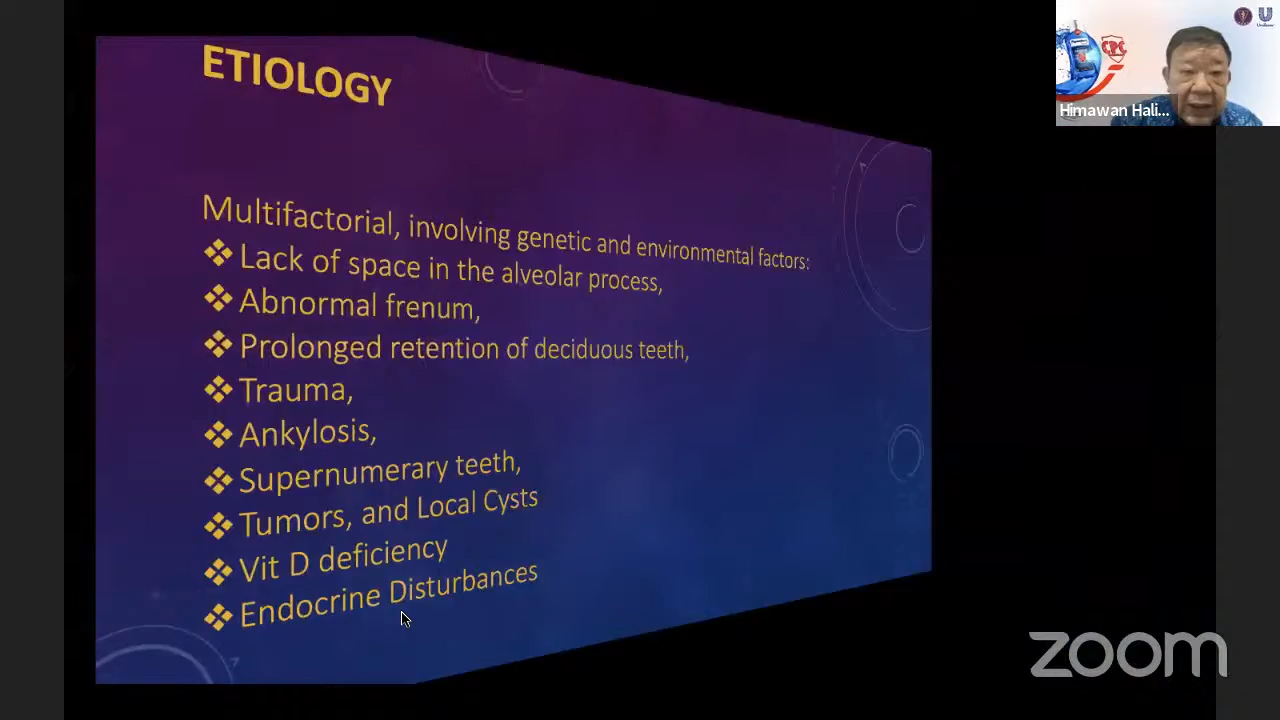 ETIOLOGY
Multifactorial, involving genetic and environmental factors:
❖ Lack of space in the alveolar process,
❖ Abnormal frenum,
❖ Prolonged retention of deciduous teeth,
❖ Trauma,
❖ Ankylosis,
❖ Supernumerary teeth,
❖ Tumors, and Local Cysts
❖ Vit D deficiency
❖ Endocrine Disturbances
CPC
Himawan Hali...
zoom